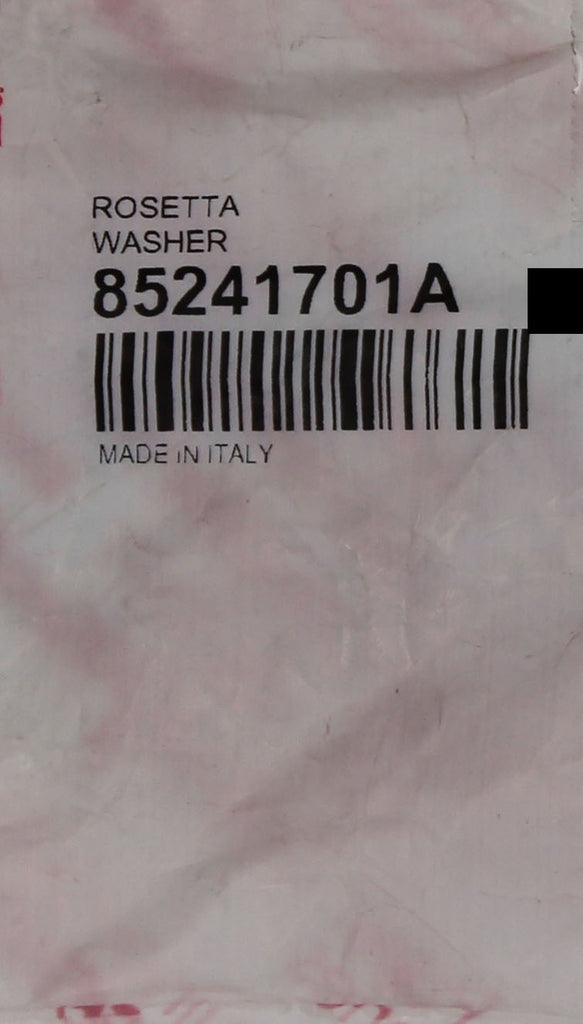 ROSETTA
WASHER
85241701A
MADE IN ITALY